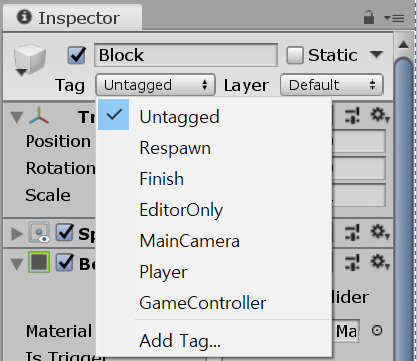 Inspector
Block
Static
Tag
Untagged
Layer
Default
Untagged
Respawn
Finish
EditorOnly
MainCamera
Player
GameController
Add Tag...
Tr
Position
Rotation
Scale
Sp
Bo
lider
Material
Ma
Is Trigger